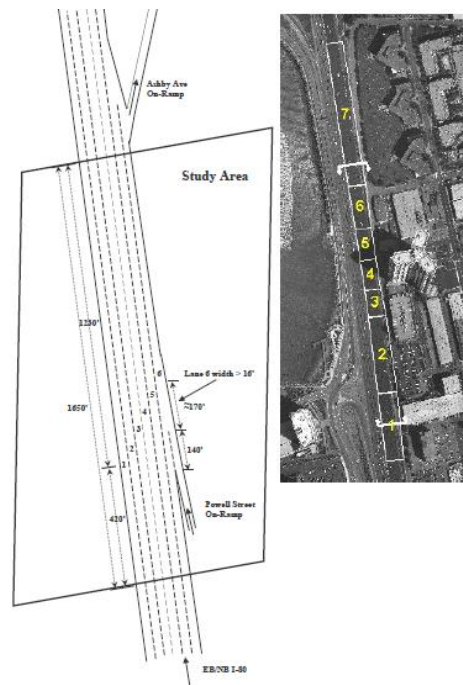 Ashby Ave
On-Ramp
Study Area
1230'
1650'
Lane 6 width > 16'
≈170'
140'
420'
6
5
4
3
2
1
Powell Street
On-Ramp
EB/NB I-80
7
6
5
4
3
2
1